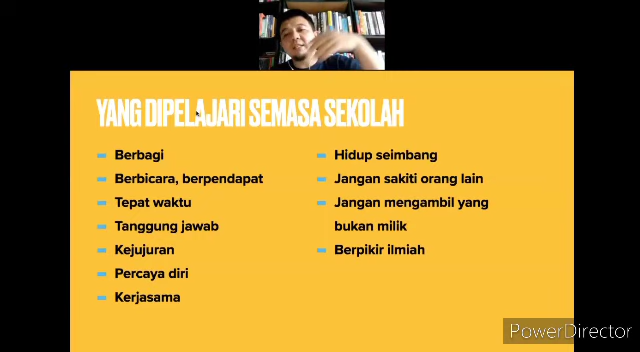 YANG DIPELAJARI SEMASA SEKOLAH
Berbagi
Berbicara, berpendapat
Tepat waktu
Tanggung jawab
Kejujuran
Percaya diri
Kerjasama
Hidup seimbang
Jangan sakiti orang lain
Jangan mengambil yang
bukan milik
Berpikir ilmiah
PowerDirector